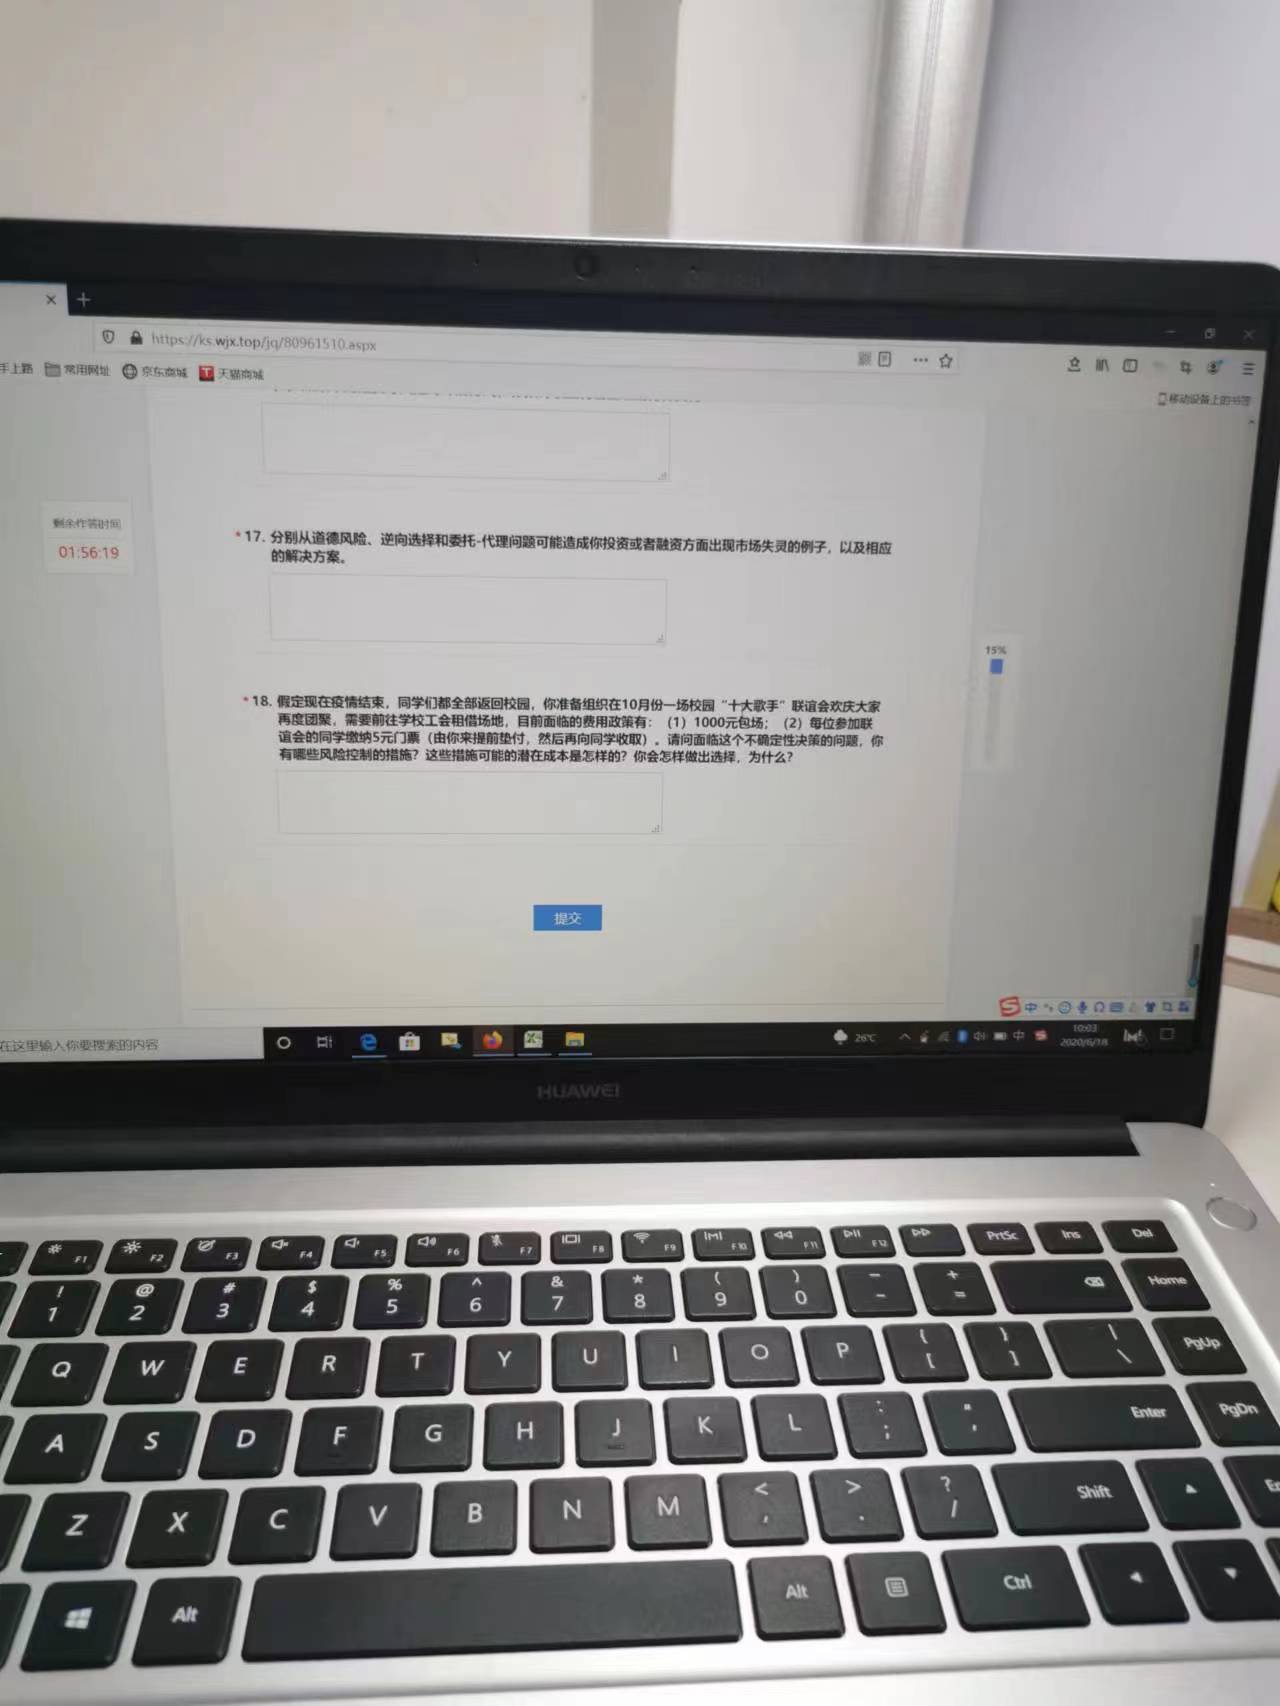 https://ks.wjx.top/jq/80961510.aspx
手上路 常用网址 京东商城 天猫商城
移动设备上的书签
剩余作答时间
01:56:19
*17. 分别从道德风险、逆向选择和委托-代理问题可能造成你投资或者融资方面出现市场失灵的例子，以及相应
的解决方案。
15%
*18. 假定现在疫情结束，同学们都全部返回校园，你准备组织在10月份一场校园“十大歌手”联谊会欢庆大家
再度团聚，需要前往学校工会租借场地，目前面临的费用政策有：（1）1000元包场；（2）每位参加联
谊会的同学缴纳5元门票（由你来提前垫付，然后再向同学收取）。请问面临这个不确定性决策的问题，你
有哪些风险控制的措施？这些措施可能的潜在成本是怎样的？你会怎样做出选择，为什么？
提交
S 中
在这里输入你要搜索的内容
26℃ 中
10:03
2020/6/18
HUAWEI
F1 F2 F3 F4 F5 F6 F7 F8 F9 F10 F11 F12 PrtSc Ins Del
! @ # $ % ^ & * ( ) - +
1 2 3 4 5 6 7 8 9 0 - = Home
Q W E R T Y U I O P { [ } ] | \ PgUp
A S D F G H J K L : ; " ' Enter PgDn
Z X C V B N M < , > . ? / Shift
Alt Alt Ctrl